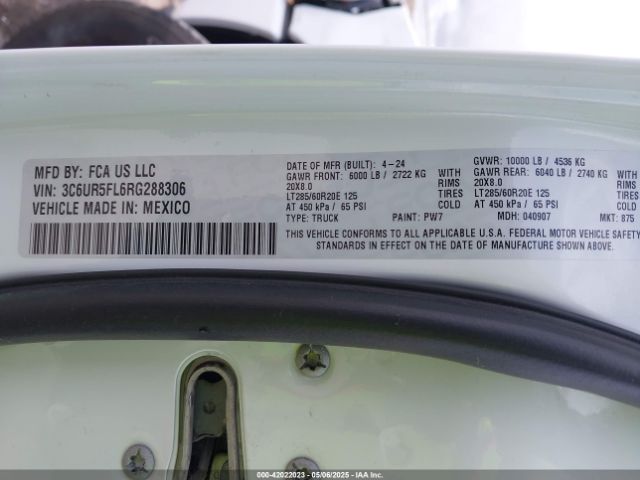 MFD BY: FCA US LLC
VIN: 3C6UR5FL6RG288306
VEHICLE MADE IN: MEXICO
DATE OF MFR (BUILT): 4-24
GAWR FRONT: 6000 LB / 2722 KG WITH
20X8.0 RIMS
LT285/60R20E 125 TIRES
AT 450 kPa / 65 PSI COLD
TYPE: TRUCK PAINT: PW7
GVWR: 10000 LB / 4536 KG
GAWR REAR: 6040 LB / 2740 KG WITH
20X8.0 RIMS
LT285/60R20E 125 TIRES
AT 450 kPa / 65 PSI COLD
MDH: 040907 MKT: 875
THIS VEHICLE CONFORMS TO ALL APPLICABLE U.S.A. FEDERAL MOTOR VEHICLE SAFETY
STANDARDS IN EFFECT ON THE DATE OF MANUFACTURE SHOWN ABOVE.
000-42022023 - 05/06/2025 - IAA Inc.